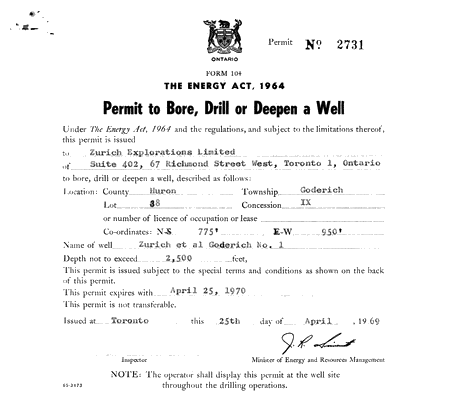 Permit No 2731
ONTARIO
FORM 104
THE ENERGY ACT, 1964
Permit to Bore, Drill or Deepen a Well
Under The Energy Act, 1964 and the regulations, and subject to the limitations thereof,
this permit is issued
to Zurich Explorations Limited
of Suite 402, 67 Richmond Street West, Toronto 1, Ontario
to bore, drill or deepen a well, described as follows:
Location: County Huron Township Goderich
Lot 38 Concession IX
or number of licence of occupation or lease
Co-ordinates: N-S 775' E-W 950'
Name of well Zurich et al Goderich No. 1
Depth not to exceed 2,500 feet,
This permit is issued subject to the special terms and conditions as shown on the back
of this permit.
This permit expires with April 25, 1970
This permit is not transferable.
Issued at Toronto this 25th day of April , 1969
Inspector Minister of Energy and Resources Management
NOTE: The operator shall display this permit at the well site
throughout the drilling operations.
65-3472